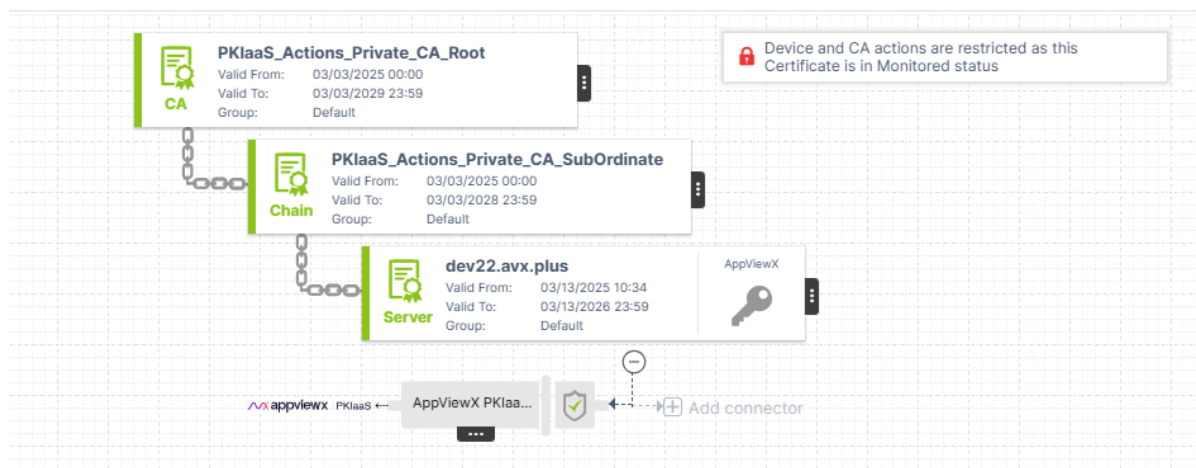 PKIaaS_Actions_Private_CA_Root
Valid From: 03/03/2025 00:00
Valid To: 03/03/2029 23:59
Group: Default
CA
Device and CA actions are restricted as this
Certificate is in Monitored status
PKIaaS_Actions_Private_CA_SubOrdinate
Valid From: 03/03/2025 00:00
Valid To: 03/03/2028 23:59
Group: Default
Chain
dev22.avx.plus
Valid From: 03/13/2025 10:34
Valid To: 03/13/2026 23:59
Group: Default
Server
AppViewX
appviewx PKIaaS
AppViewX PKIaa...
Add connector